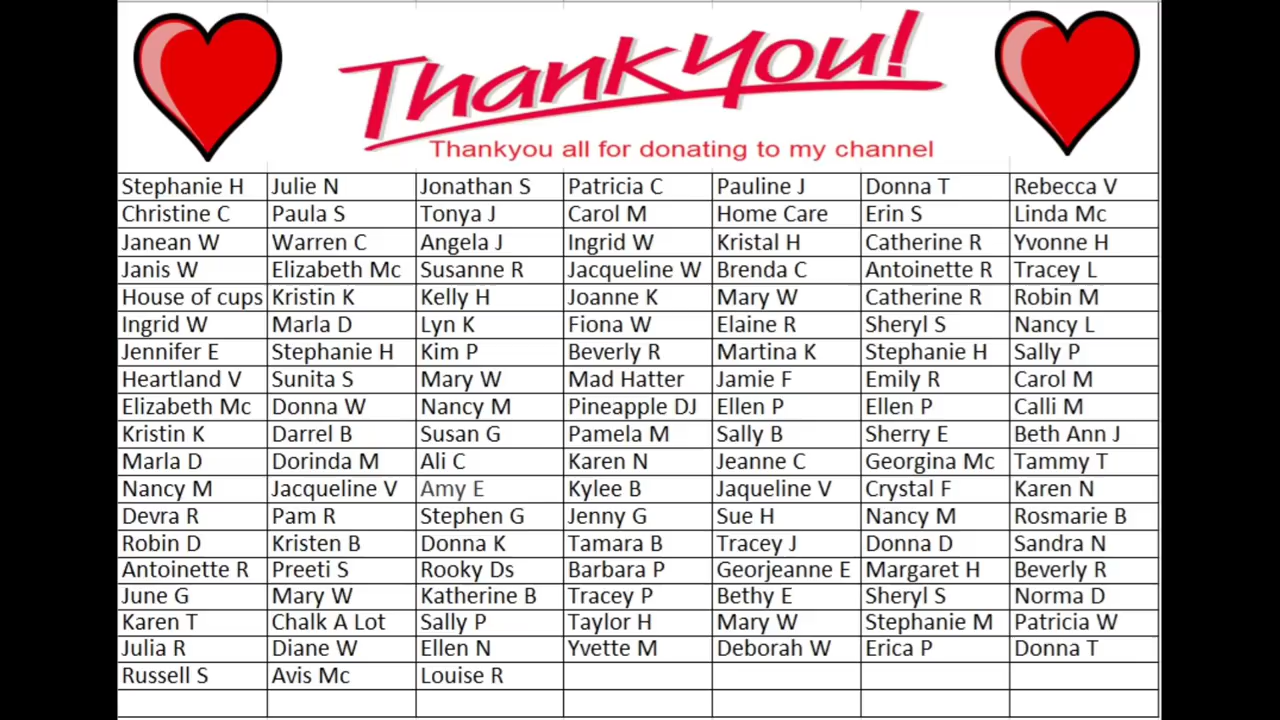 Thank You!
Thankyou all for donating to my channel
Stephanie H Julie N Jonathan S Patricia C Pauline J Donna T Rebecca V
Christine C Paula S Tonya J Carol M Home Care Erin S Linda Mc
Janean W Warren C Angela J Ingrid W Kristal H Catherine R Yvonne H
Janis W Elizabeth Mc Susanne R Jacqueline W Brenda C Antoinette R Tracey L
House of cups Kristin K Kelly H Joanne K Mary W Catherine R Robin M
Ingrid W Marla D Lyn K Fiona W Elaine R Sheryl S Nancy L
Jennifer E Stephanie H Kim P Beverly R Martina K Stephanie H Sally P
Heartland V Sunita S Mary W Mad Hatter Jamie F Emily R Carol M
Elizabeth Mc Donna W Nancy M Pineapple DJ Ellen P Ellen P Calli M
Kristin K Darrel B Susan G Pamela M Sally B Sherry E Beth Ann J
Marla D Dorinda M Ali C Karen N Jeanne C Georgina Mc Tammy T
Nancy M Jacqueline V Amy E Kylee B Jaqueline V Crystal F Karen N
Devra R Pam R Stephen G Jenny G Sue H Nancy M Rosmarie B
Robin D Kristen B Donna K Tamara B Tracey J Donna D Sandra N
Antoinette R Preeti S Rooky Ds Barbara P Georjeanne E Margaret H Beverly R
June G Mary W Katherine B Tracey P Bethy E Sheryl S Norma D
Karen T Chalk A Lot Sally P Taylor H Mary W Stephanie M Patricia W
Julia R Diane W Ellen N Yvette M Deborah W Erica P Donna T
Russell S Avis Mc Louise R